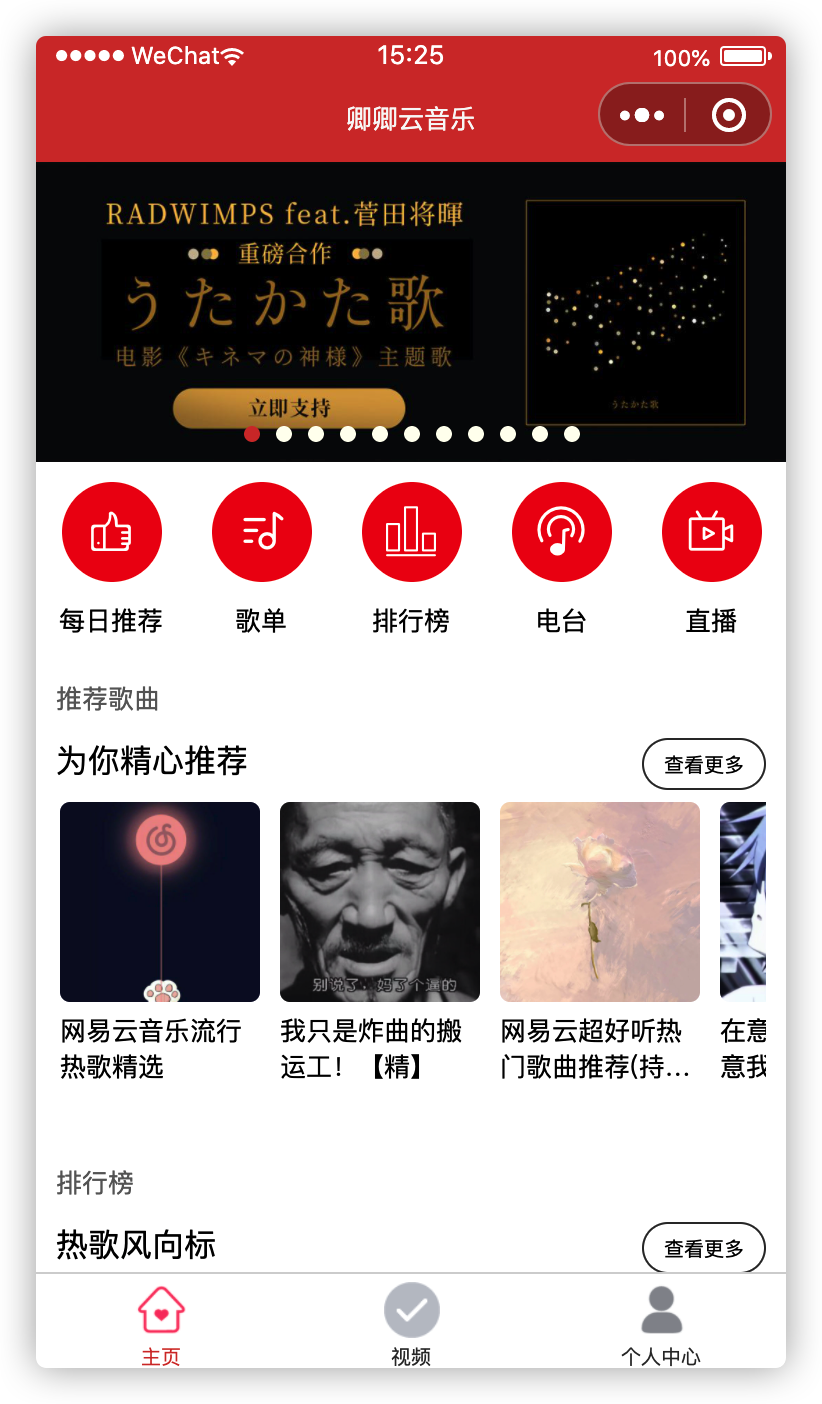 WeChat
15:25
100%
卿卿云音乐
RADWIMPS feat.菅田将暉
重磅合作
うたかた歌
电影《キネマの神様》主题歌
立即支持
うたかた歌
每日推荐
歌单
排行榜
电台
直播
推荐歌曲
为你精心推荐
查看更多
别说了，妈了个逼的
网易云音乐流行
热歌精选
我只是炸曲的搬
运工！【精】
网易云超好听热
门歌曲推荐(持...
在意
意我
排行榜
热歌风向标
查看更多
主页
视频
个人中心